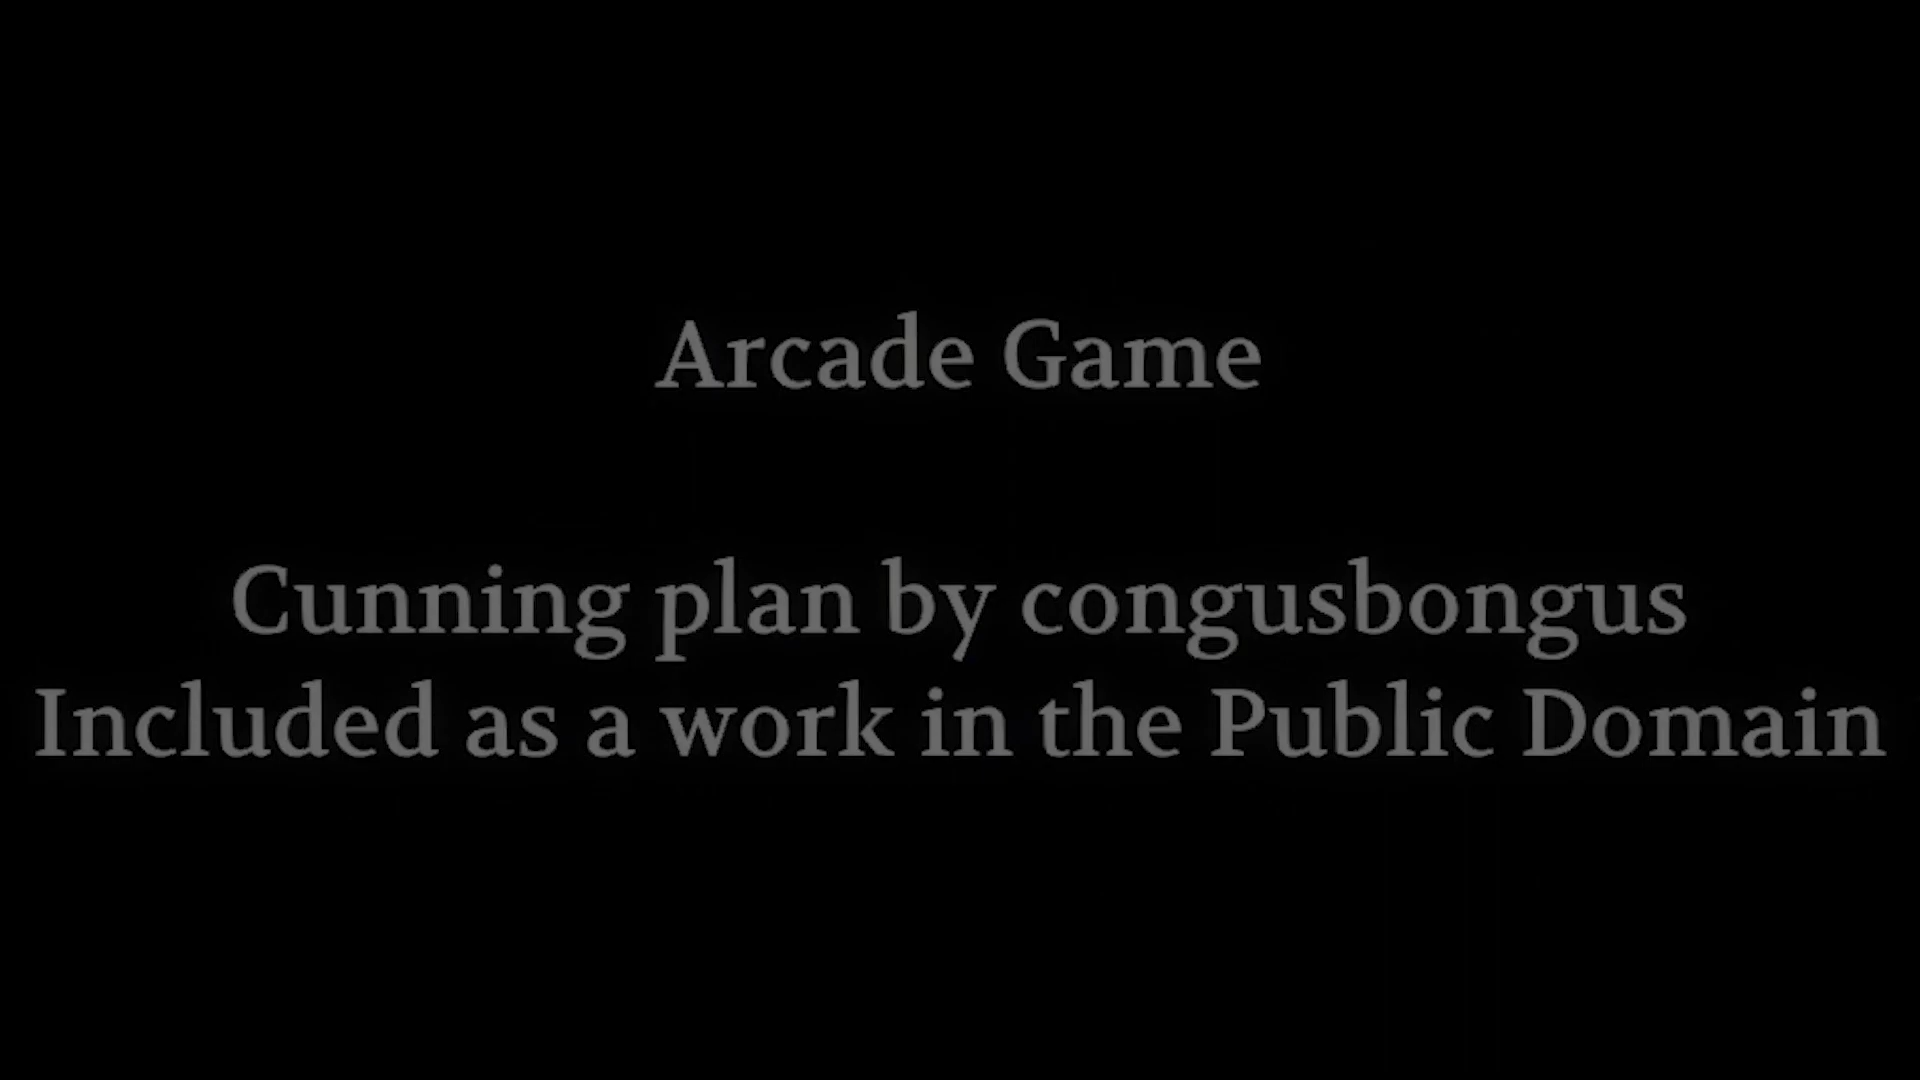 Arcade Game
Cunning plan by congusbongus
Included as a work in the Public Domain